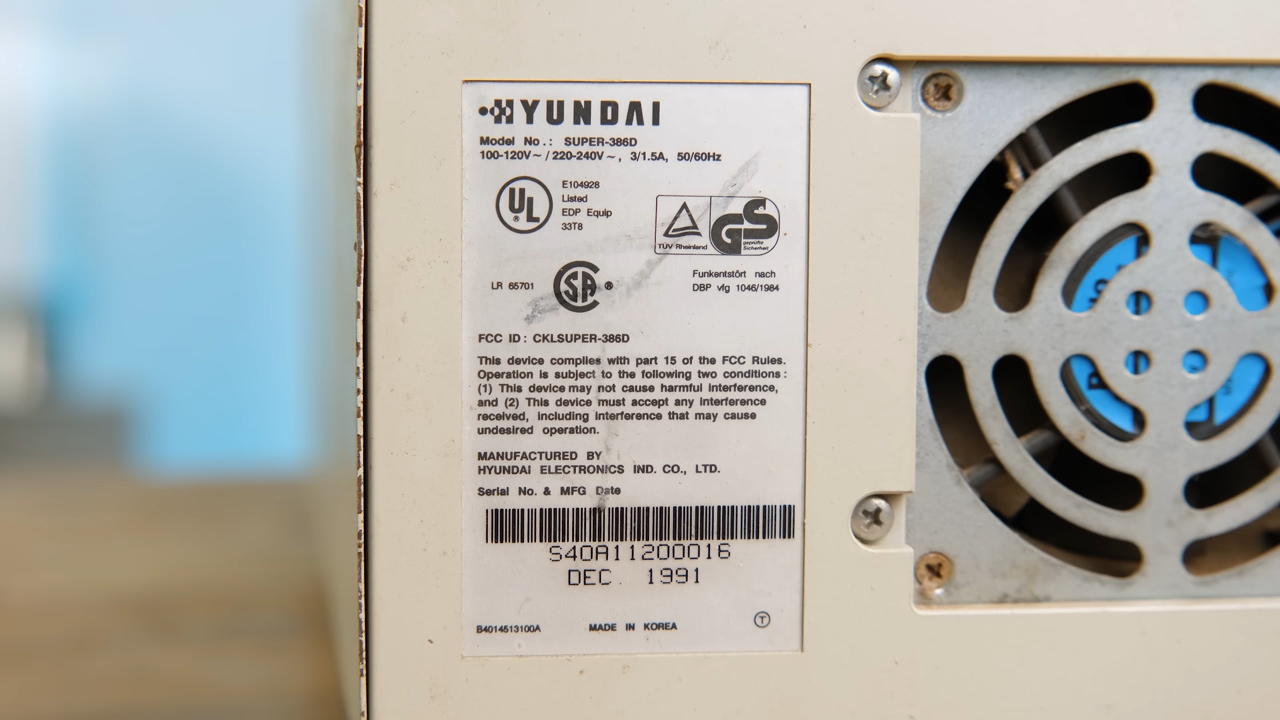 HYUNDAI
Model No.: SUPER-386D
100-120V~/220-240V~, 3/1.5A, 50/60Hz
UL ®
E104928
Listed
EDP Equip
33T8
TÜV Rheinland
GS
geprüfte
Sicherheit
LR 65701
SA ®
Funkentstört nach
DBP vfg 1046/1984
FCC ID: CKLSUPER-386D
This device complies with part 15 of the FCC Rules.
Operation is subject to the following two conditions:
(1) This device may not cause harmful interference,
and (2) This device must accept any interference
received, including interference that may cause
undesired operation.
MANUFACTURED BY
HYUNDAI ELECTRONICS IND. CO., LTD.
Serial No. & MFG Date
S40A11200016
DEC. 1991
B4014513100A
MADE IN KOREA
T